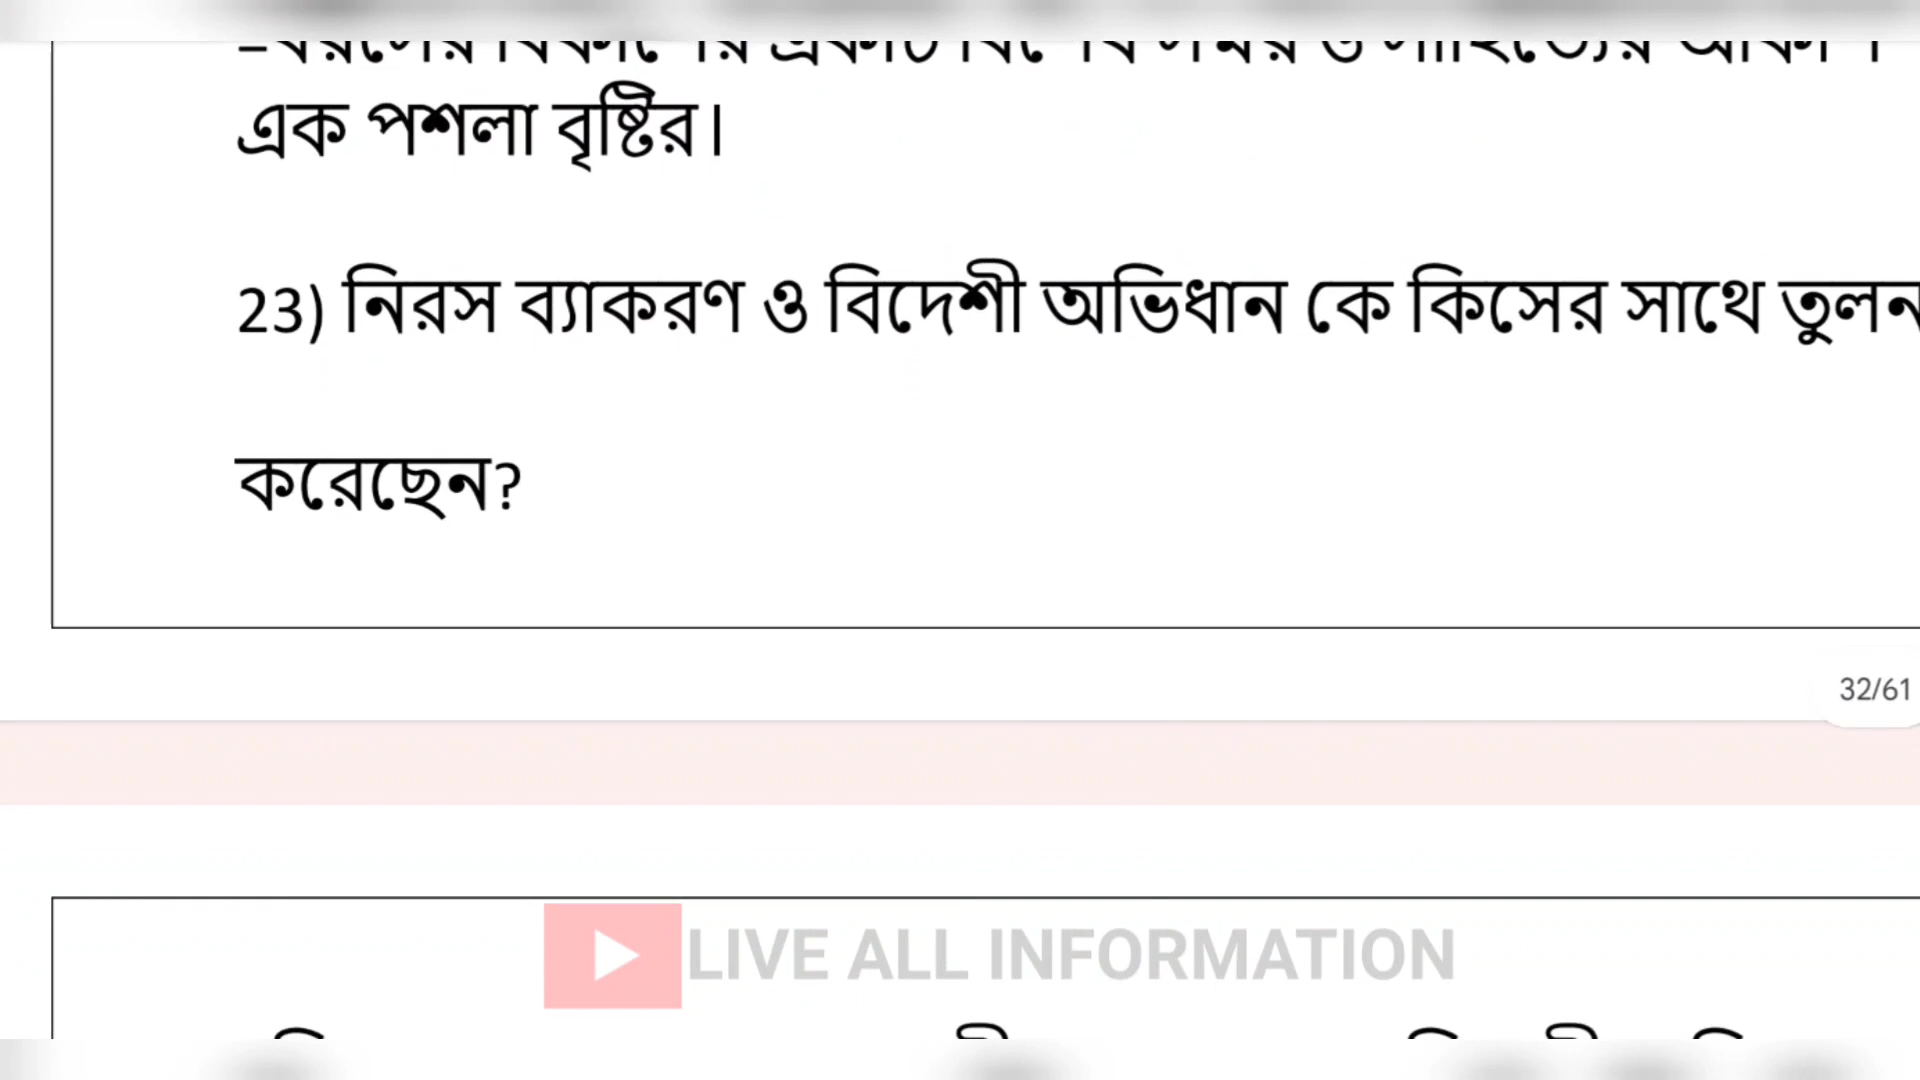 এক পশলা বৃষ্টির।
23) নিরস ব্যাকরণ ও বিদেশী অভিধান কে কিসের সাথে তুলন
করেছেন?
32/61
LIVE ALL INFORMATION